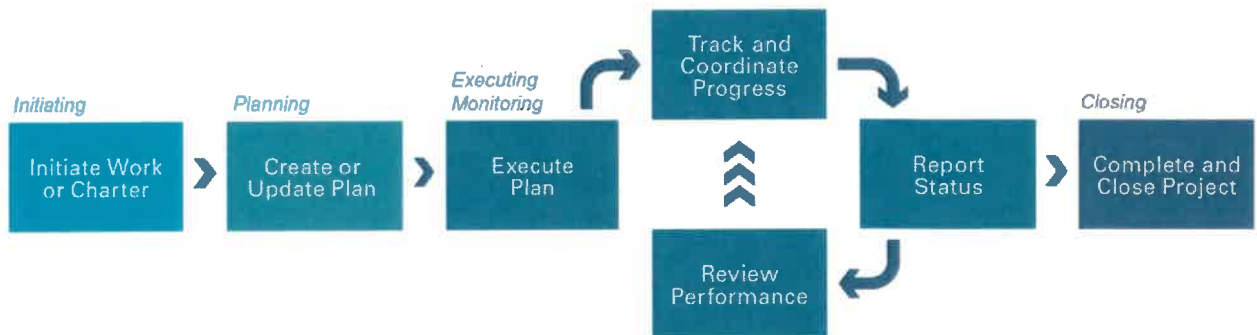 Initiating
Initiate Work
or Charter
Planning
Create or
Update Plan
Executing
Monitoring
Execute
Plan
Track and
Coordinate
Progress
Report
Status
Review
Performance
Closing
Complete and
Close Project